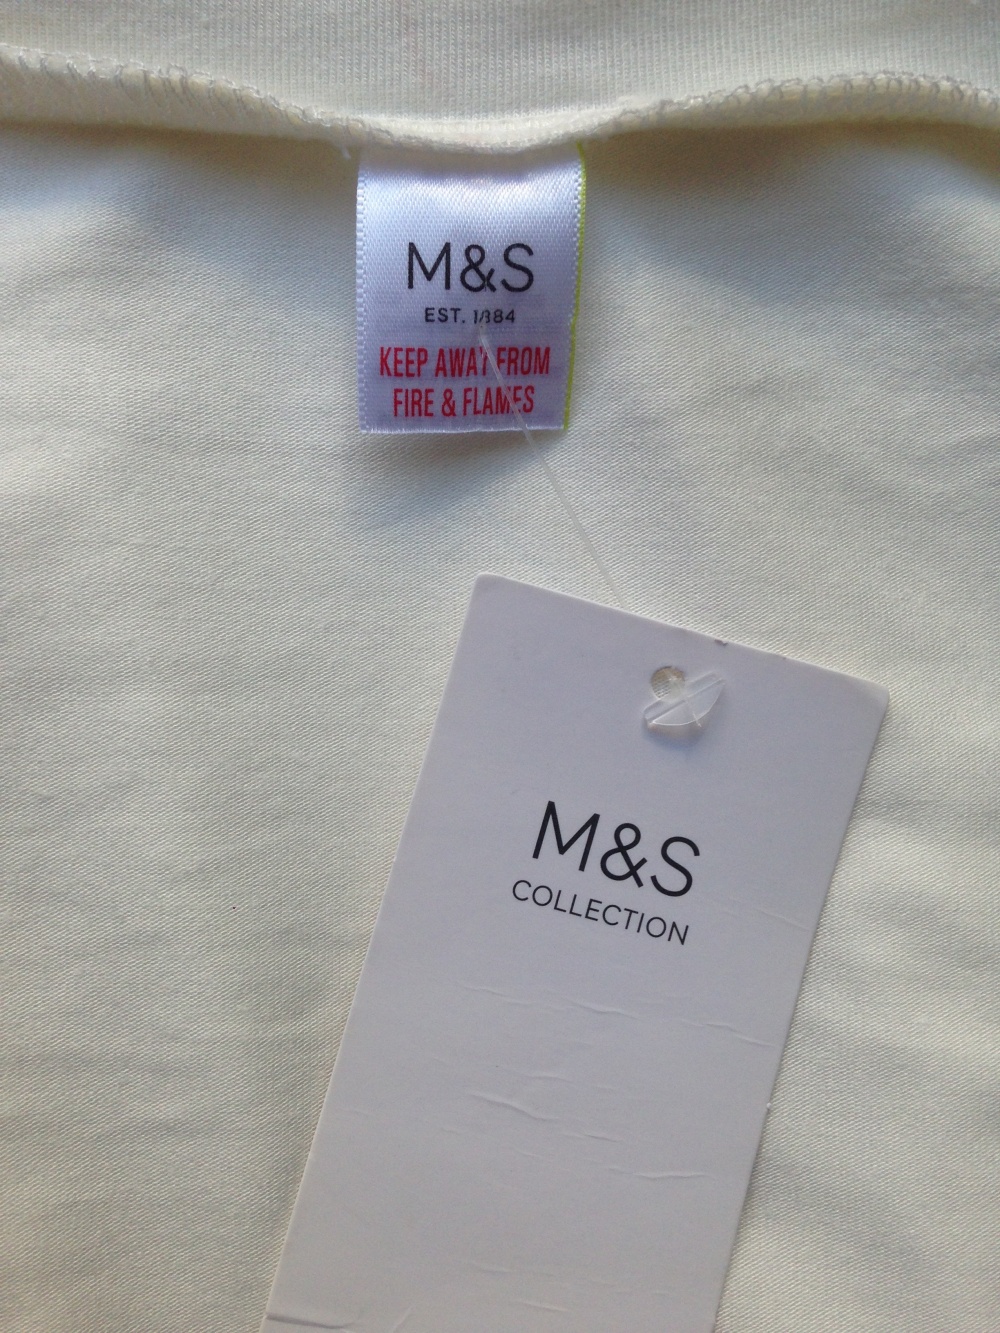 M&S
EST. 1884
KEEP AWAY FROM
FIRE & FLAMES
M&S
COLLECTION